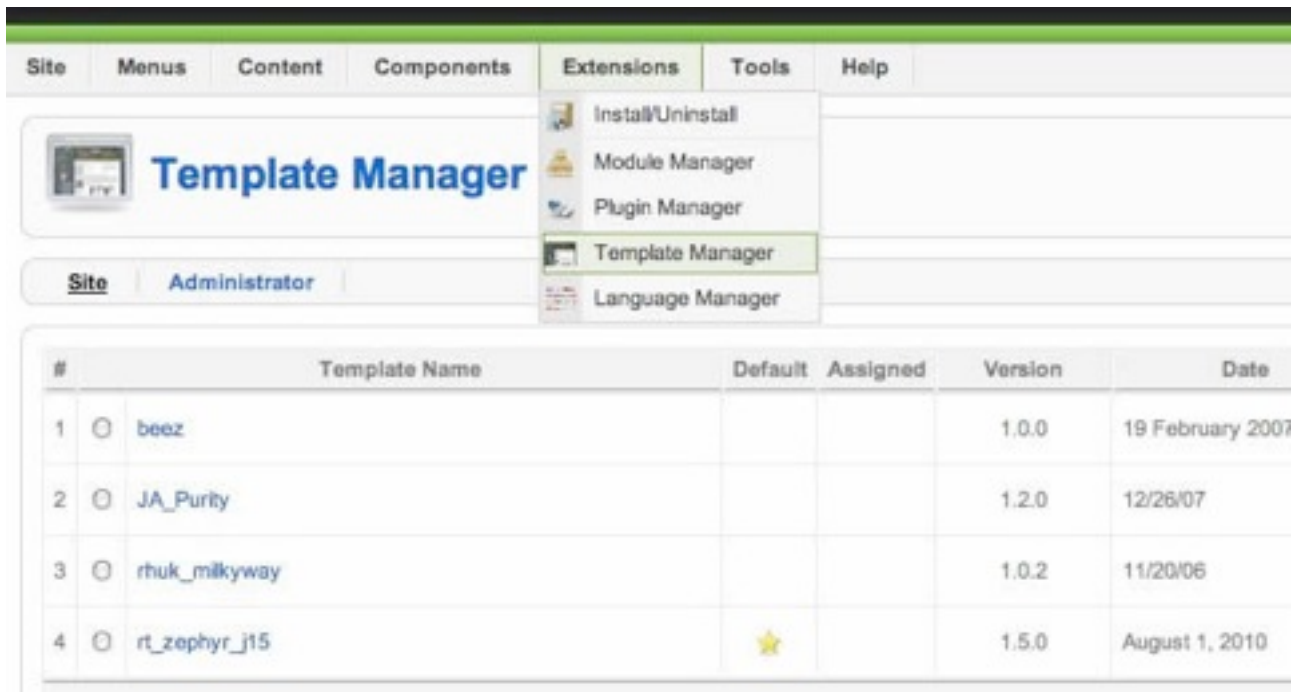 Site Menus Content Components Extensions Tools Help
Install/Uninstall
Template Manager
Module Manager
Plugin Manager
Template Manager
Language Manager
Site Administrator
# Template Name Default Assigned Version Date
1 beez 1.0.0 19 February 2007
2 JA_Purity 1.2.0 12/26/07
3 rhuk_milkyway 1.0.2 11/20/06
4 rt_zephyr_j15 1.5.0 August 1, 2010